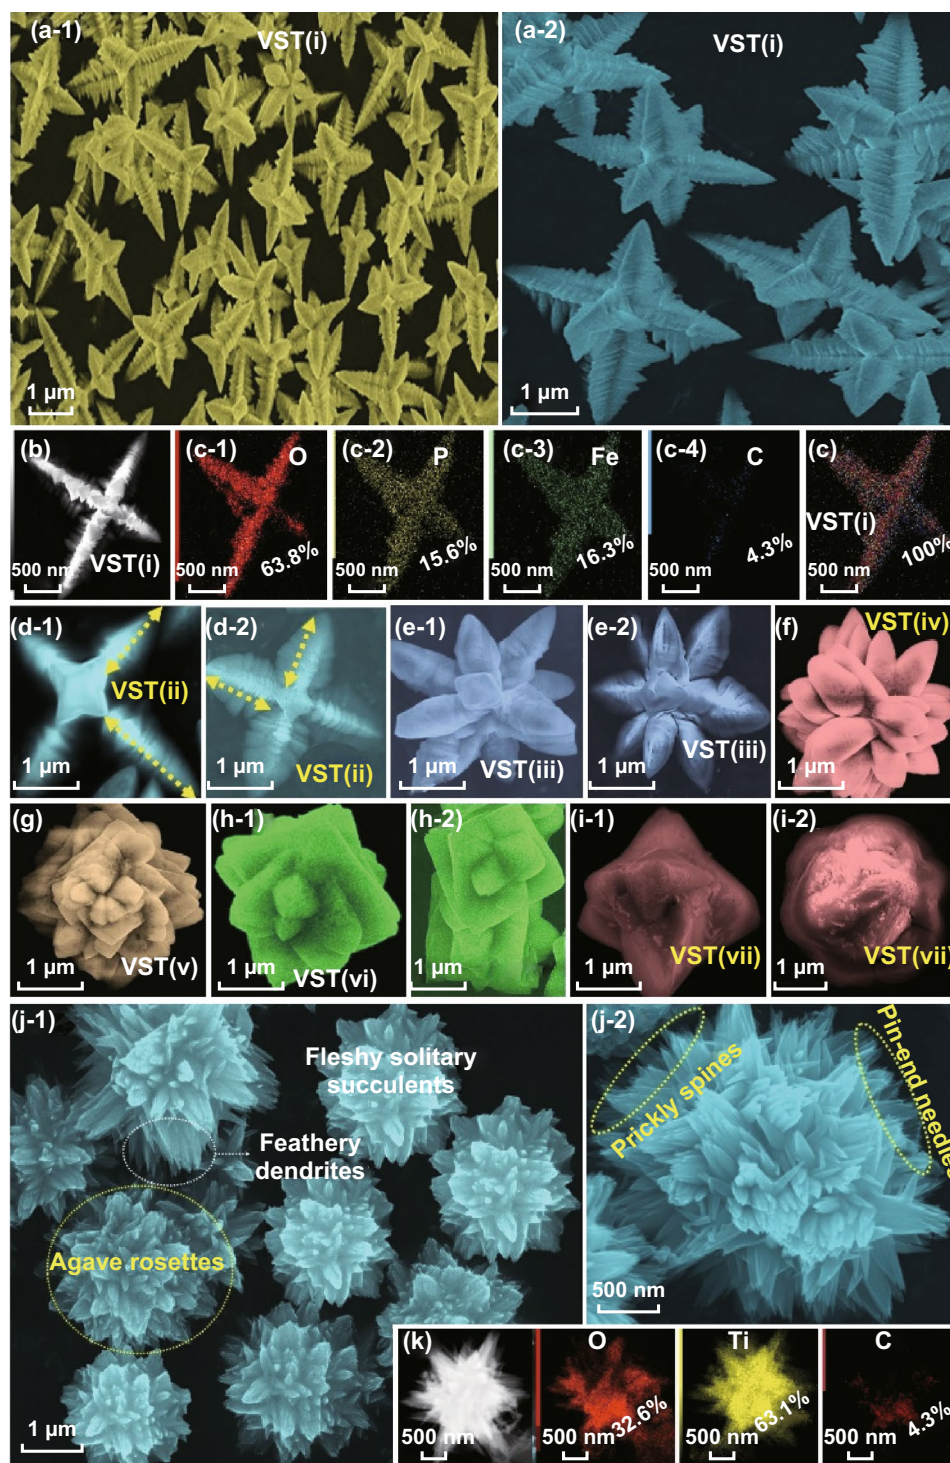 (a-1)
VST(i)
1 µm
(a-2)
VST(i)
1 µm
(b)
VST(i)
500 nm
(c-1)
O
63.8%
500 nm
(c-2)
P
15.6%
500 nm
(c-3)
Fe
16.3%
500 nm
(c-4)
C
4.3%
500 nm
(c)
VST(i)
100%
500 nm
(d-1)
VST(ii)
1 µm
(d-2)
VST(ii)
1 µm
(e-1)
VST(iii)
1 µm
(e-2)
VST(iii)
1 µm
(f)
VST(iv)
1 µm
(g)
VST(v)
1 µm
(h-1)
VST(vi)
1 µm
(h-2)
1 µm
(i-1)
VST(vii)
1 µm
(i-2)
VST(vii)
1 µm
(j-1)
Fleshy solitary
succulents
Feathery
dendrites
Agave rosettes
1 µm
(j-2)
Prickly spines
Pin-end needles
500 nm
(k)
500 nm
O
32.6%
500 nm
Ti
63.1%
500 nm
C
4.3%
500 nm